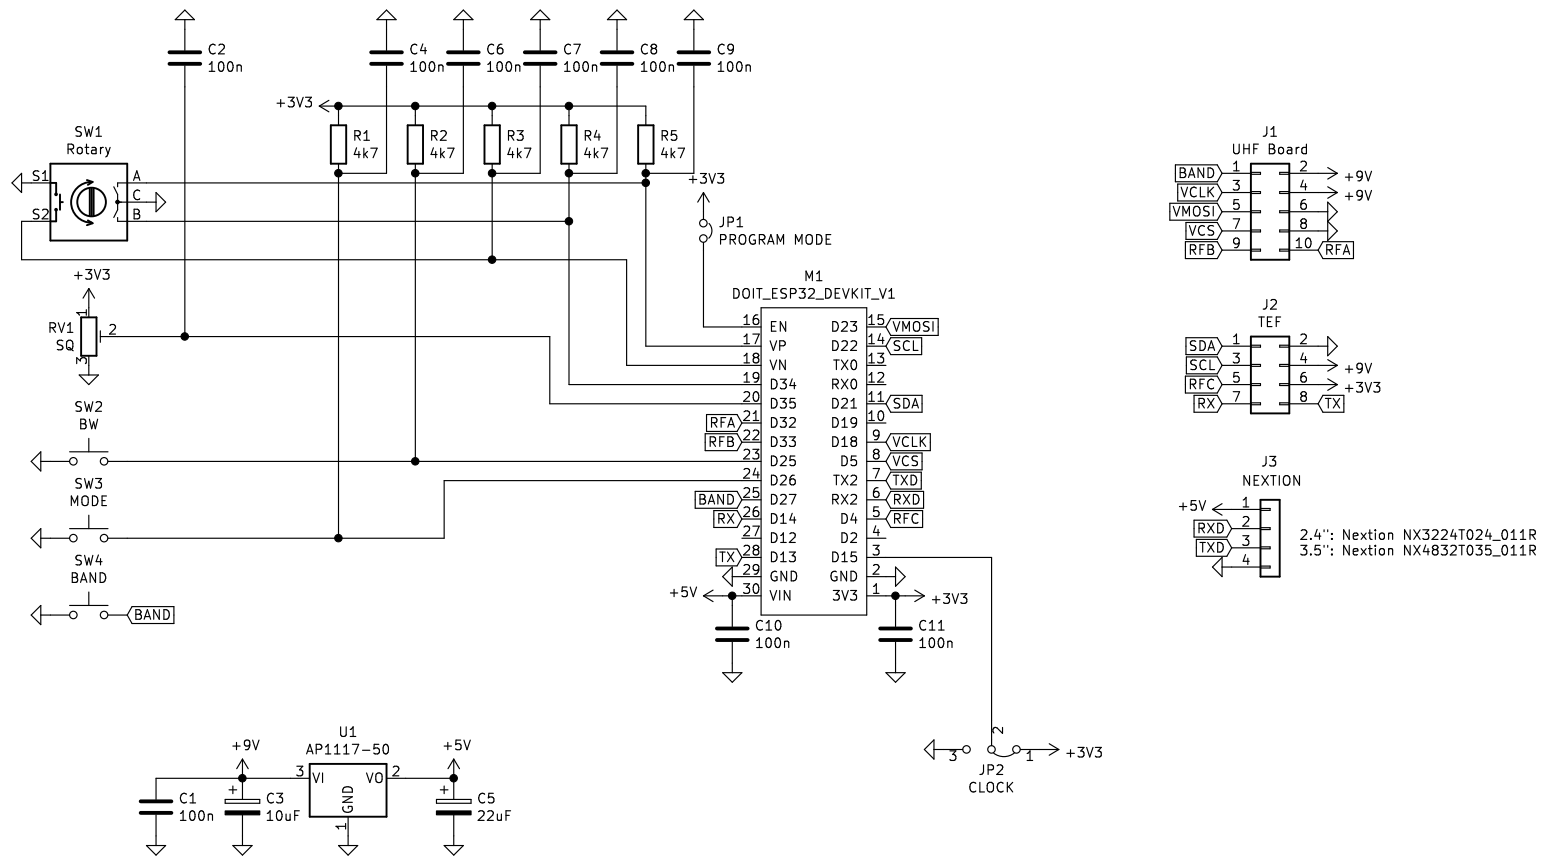 C2
100n
C4
100n
C6
100n
C7
100n
C8
100n
C9
100n
+3V3
R1
4k7
R2
4k7
R3
4k7
R4
4k7
R5
4k7
SW1
Rotary
S1
S2
A
C
B
+3V3
JP1
PROGRAM MODE
+3V3
RV1
SQ
1
2
3
SW2
BW
SW3
MODE
SW4
BAND
BAND
M1
DOIT_ESP32_DEVKIT_V1
16 EN D23 15 VMOSI
17 VP D22 14 SCL
18 VN TX0 13
19 D34 RX0 12
20 D35 D21 11 SDA
RFA 21 D32 D19 10
RFB 22 D33 D18 9 VCLK
23 D25 D5 8 VCS
24 D26 TX2 7 TXD
BAND 25 D27 RX2 6 RXD
RX 26 D14 D4 5 RFC
27 D12 D2 4
TX 28 D13 D15 3
29 GND GND 2
+5V 30 VIN 3V3 1 +3V3
C10
100n
C11
100n
J1
UHF Board
BAND 1 2 +9V
VCLK 3 4 +9V
VMOSI 5 6
VCS 7 8
RFB 9 10 RFA
J2
TEF
SDA 1 2
SCL 3 4 +9V
RFC 5 6 +3V3
RX 7 8 TX
J3
NEXTION
+5V 1
RXD 2
TXD 3
4
2.4": Nextion NX3224T024_011R
3.5": Nextion NX4832T035_011R
+9V
U1
AP1117-50
+5V
3 VI VO 2
GND
1
C1
100n
+
C3
10uF
+
C5
22uF
3
2
1
+3V3
JP2
CLOCK